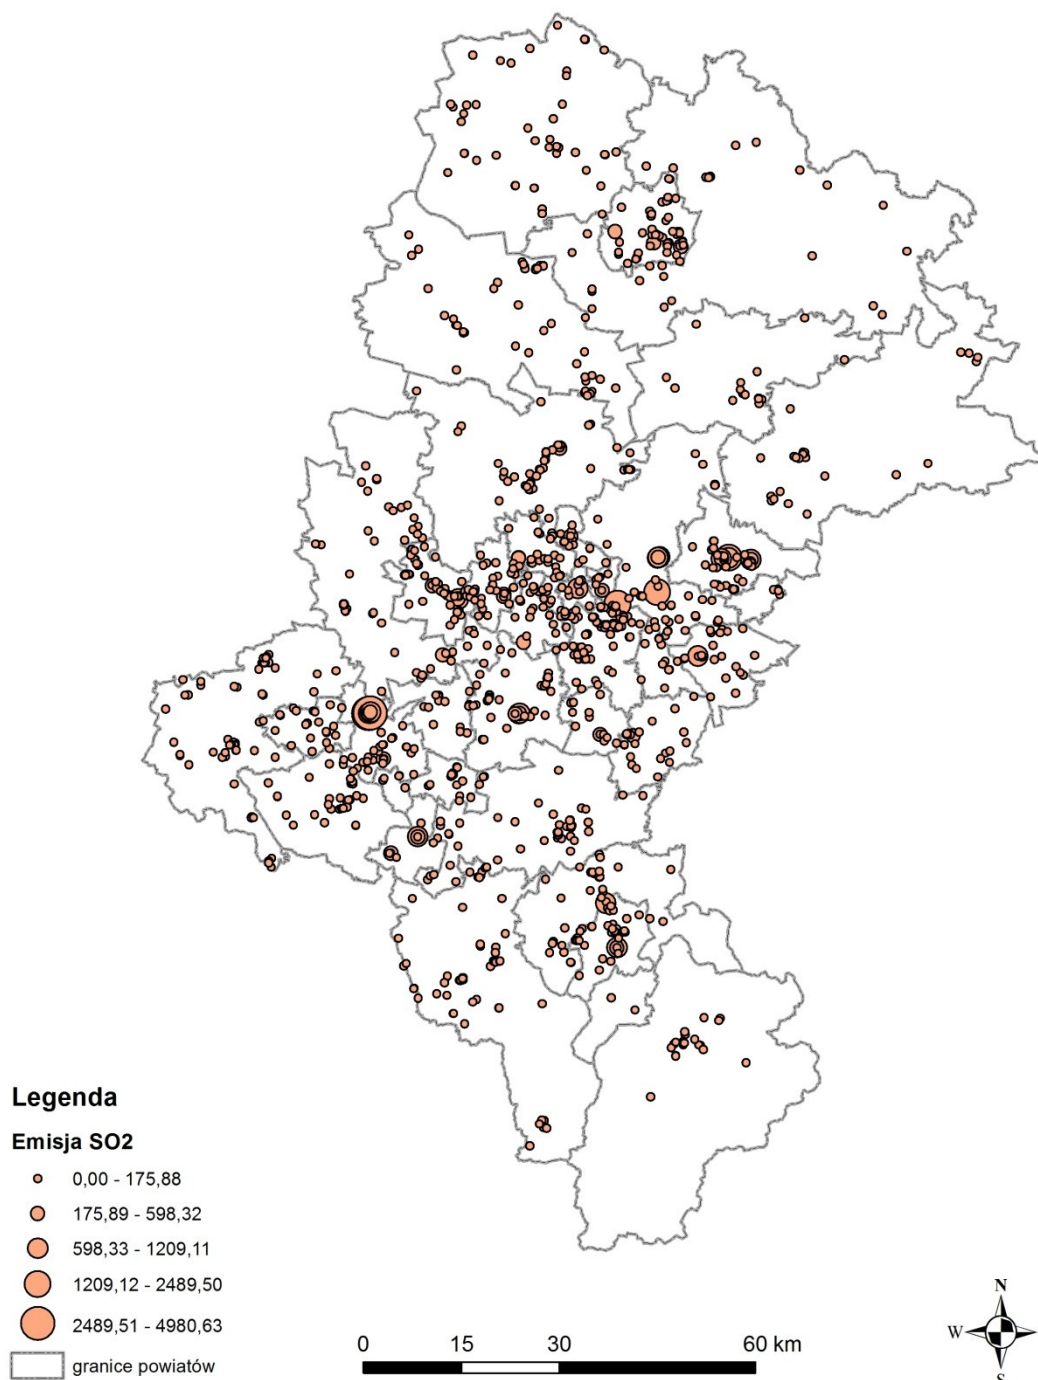 Legenda
Emisja SO2
0,00 - 175,88
175,89 - 598,32
598,33 - 1209,11
1209,12 - 2489,50
2489,51 - 4980,63
granice powiatów
0 15 30 60 km
N
W E
S